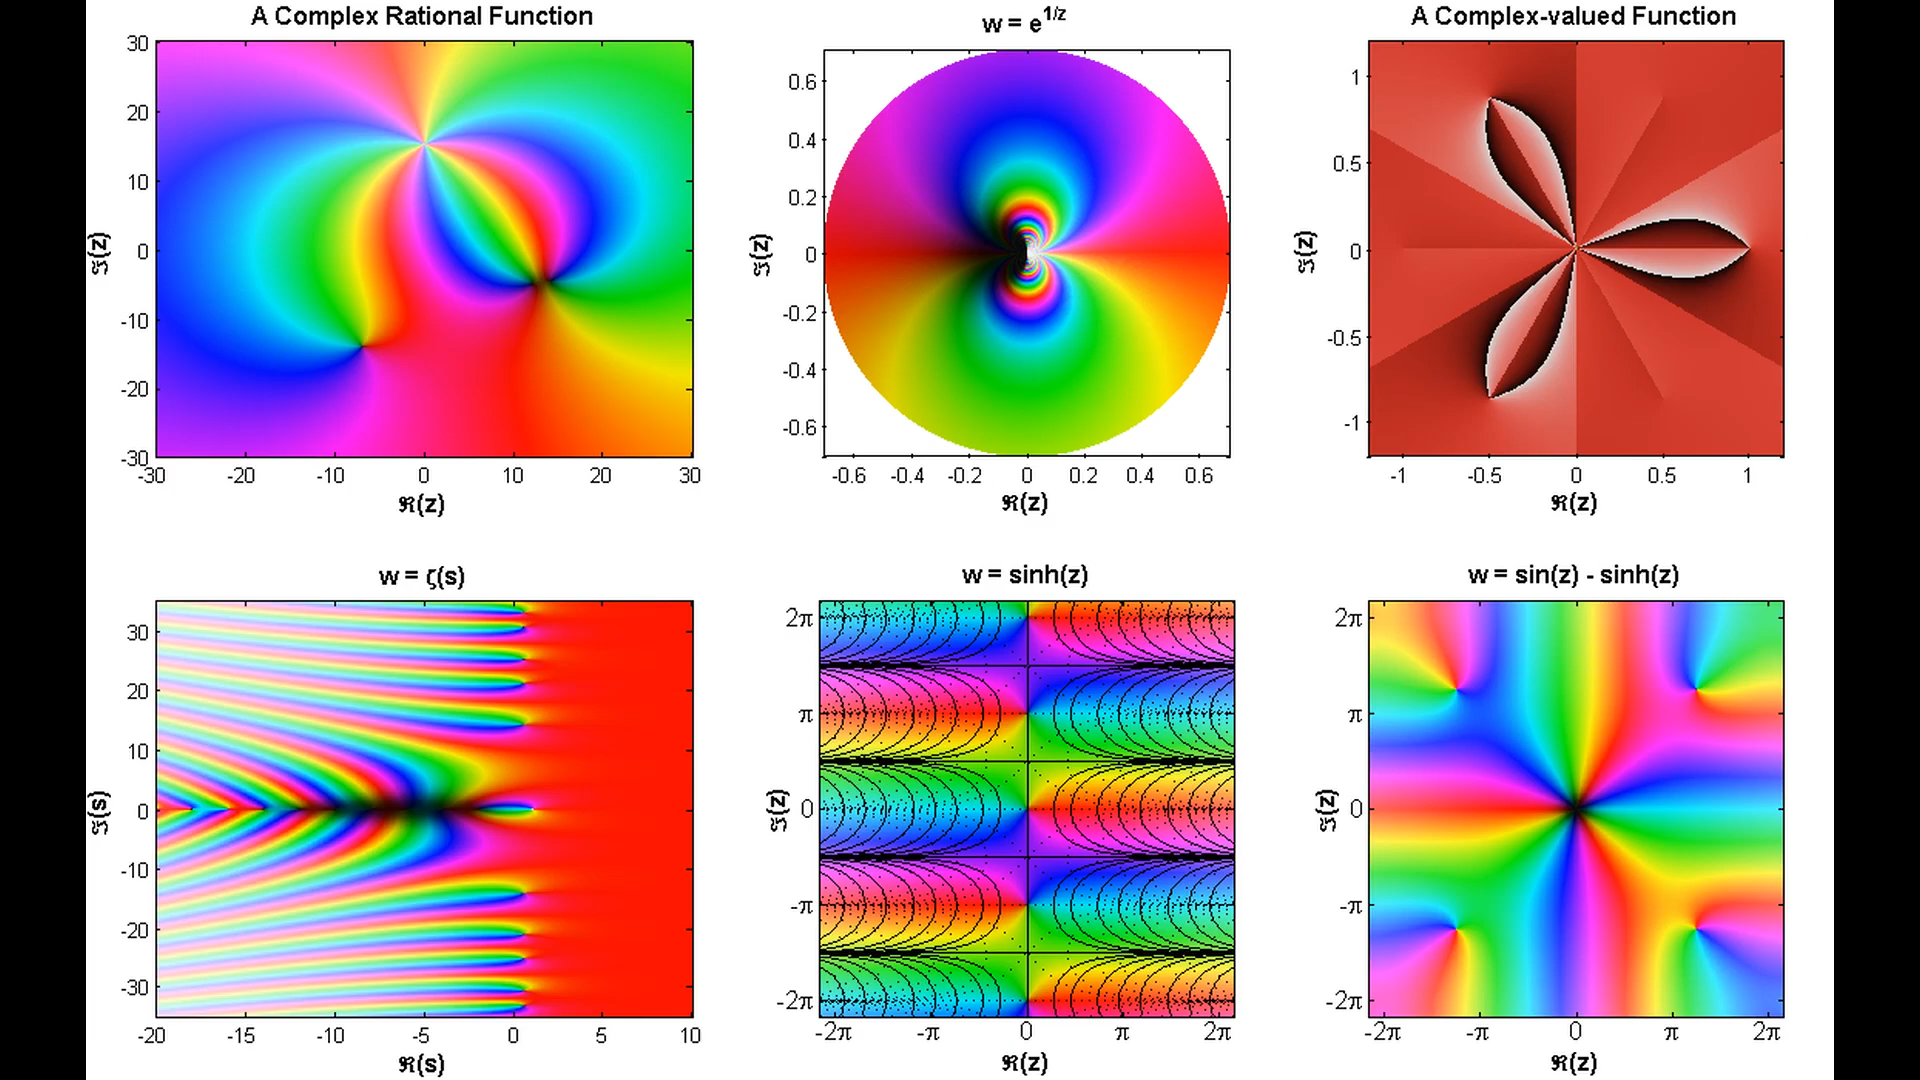 A Complex Rational Function
30
20
10
0
-10
-20
-30
ℑ(z)
-30 -20 -10 0 10 20 30
ℜ(z)
w = e^1/z
0.6
0.4
0.2
0
-0.2
-0.4
-0.6
ℑ(z)
-0.6 -0.4 -0.2 0 0.2 0.4 0.6
ℜ(z)
A Complex-valued Function
1
0.5
0
-0.5
-1
ℑ(z)
-1 -0.5 0 0.5 1
ℜ(z)
w = ζ(s)
30
20
10
0
-10
-20
-30
ℑ(s)
-20 -15 -10 -5 0 5 10
ℜ(s)
w = sinh(z)
2π
π
0
-π
-2π
ℑ(z)
-2π -π 0 π 2π
ℜ(z)
w = sin(z) - sinh(z)
2π
π
0
-π
-2π
ℑ(z)
-2π -π 0 π 2π
ℜ(z)